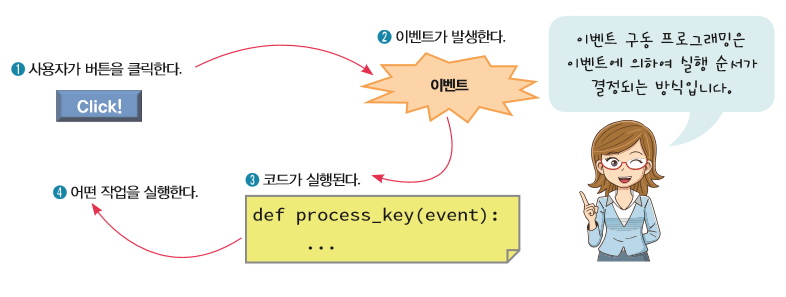 ❶ 사용자가 버튼을 클릭한다.
Click!
❷ 이벤트가 발생한다.
이벤트
❸ 코드가 실행된다.
def process_key(event):
...
❹ 어떤 작업을 실행한다.
이벤트 구동 프로그래밍은
이벤트에 의하여 실행 순서가
결정되는 방식입니다.